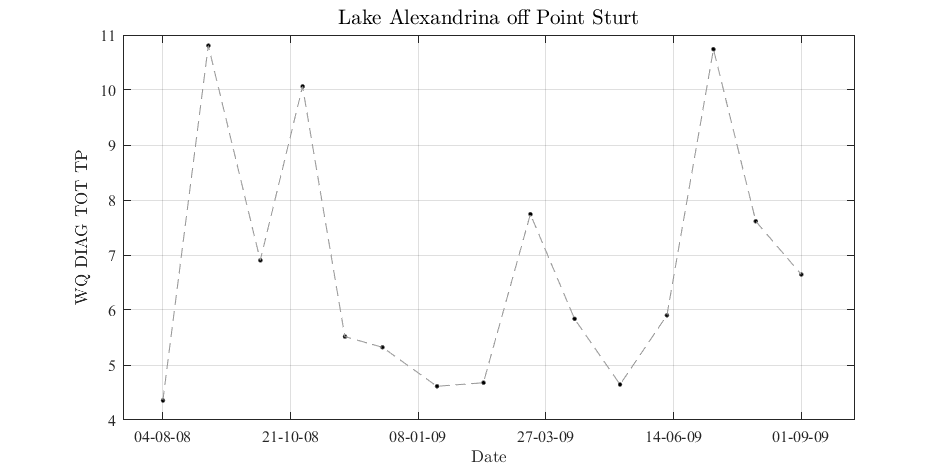 Lake Alexandrina off Point Sturt
WQ DIAG TOT TP
11
10
9
8
7
6
5
4
04-08-08 21-10-08 08-01-09 27-03-09 14-06-09 01-09-09
Date